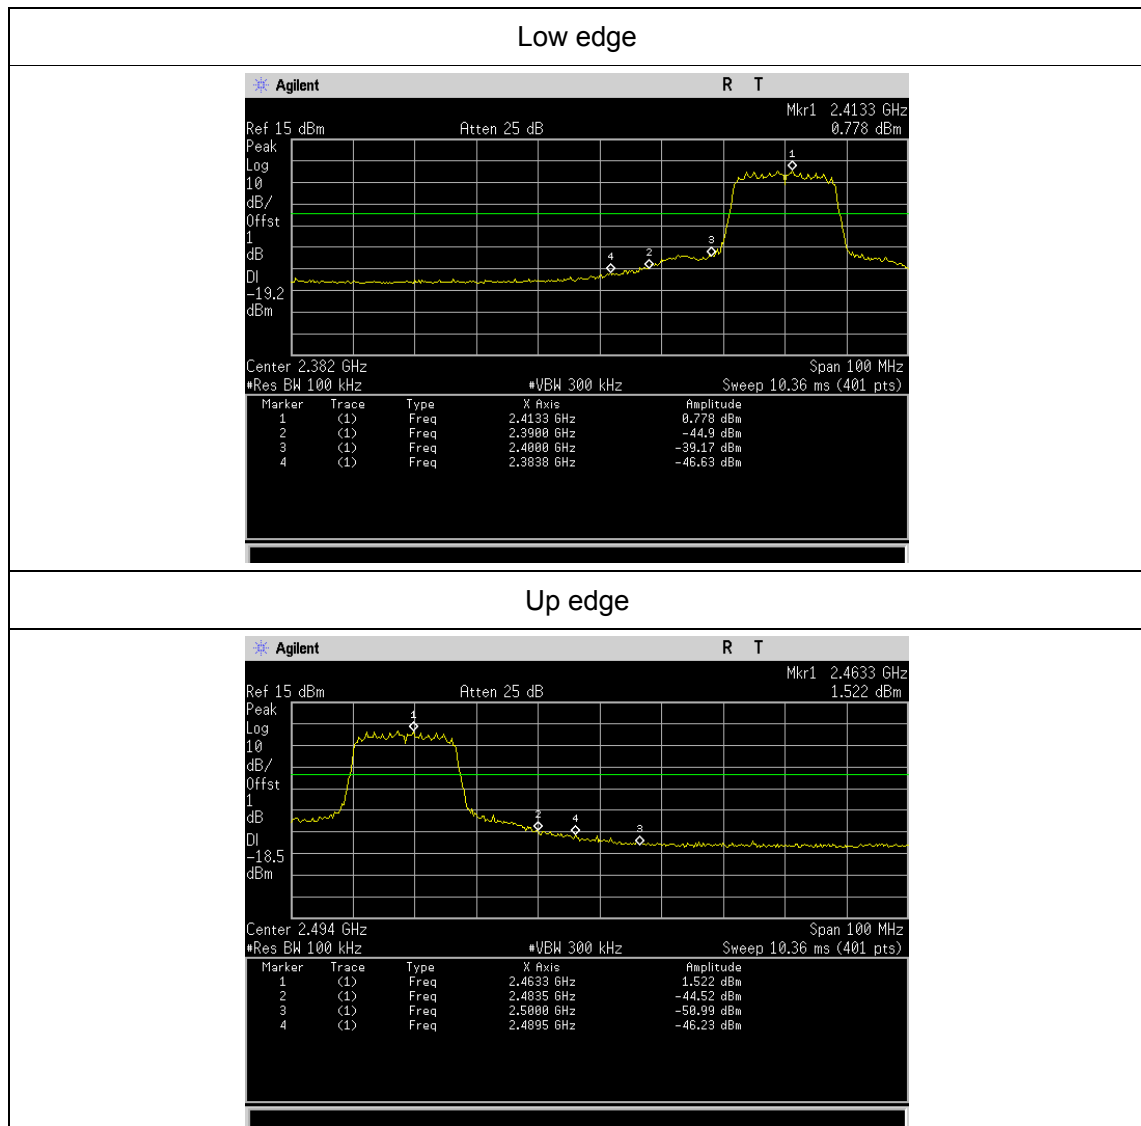 Low edge
Agilent R T
Mkr1 2.4133 GHz
Ref 15 dBm Atten 25 dB 0.778 dBm
Peak
Log
10
dB/
Offst
1
dB
DI
-19.2
dBm
1
2
3
4
Center 2.382 GHz Span 100 MHz
#Res BW 100 kHz #VBW 300 kHz Sweep 10.36 ms (401 pts)
Marker Trace Type X Axis Amplitude
1 (1) Freq 2.4133 GHz 0.778 dBm
2 (1) Freq 2.3900 GHz -44.9 dBm
3 (1) Freq 2.4000 GHz -39.17 dBm
4 (1) Freq 2.3838 GHz -46.63 dBm
Up edge
Agilent R T
Mkr1 2.4633 GHz
Ref 15 dBm Atten 25 dB 1.522 dBm
Peak
Log
10
dB/
Offst
1
dB
DI
-18.5
dBm
1
2
4
3
Center 2.494 GHz Span 100 MHz
#Res BW 100 kHz #VBW 300 kHz Sweep 10.36 ms (401 pts)
Marker Trace Type X Axis Amplitude
1 (1) Freq 2.4633 GHz 1.522 dBm
2 (1) Freq 2.4835 GHz -44.52 dBm
3 (1) Freq 2.5000 GHz -50.99 dBm
4 (1) Freq 2.4895 GHz -46.23 dBm